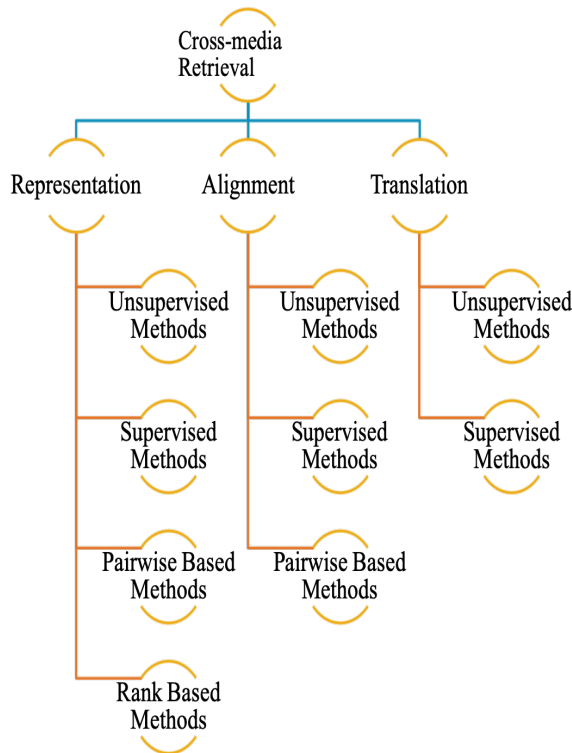 Cross-media
Retrieval
Representation
Alignment
Translation
Unsupervised
Methods
Unsupervised
Methods
Unsupervised
Methods
Supervised
Methods
Supervised
Methods
Supervised
Methods
Pairwise Based
Methods
Pairwise Based
Methods
Rank Based
Methods